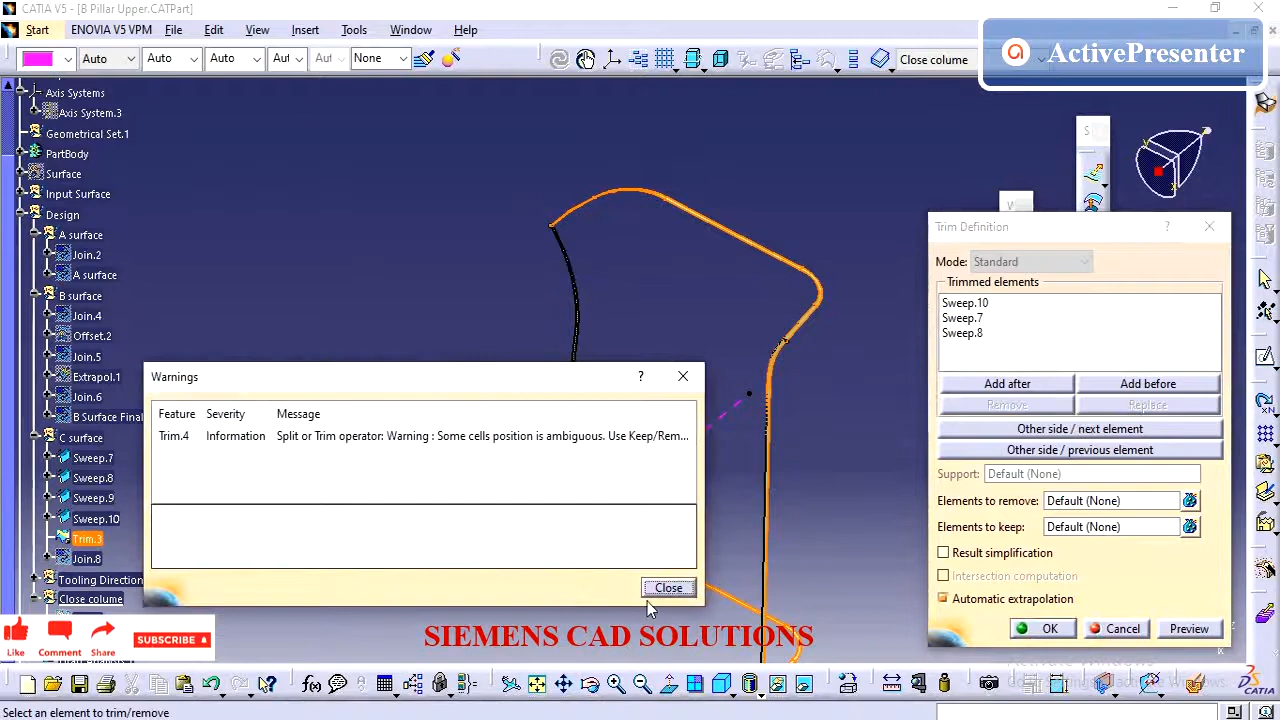 CATIA V5 - [B Pillar Upper.CATPart]
Start
ENOVIA V5 VPM
File
Edit
View
Insert
Tools
Window
Help
Auto
Auto
Auto
Aut
Aut
None
Close column
ActivePresenter
Axis Systems
Axis System.3
Geometrical Set.1
PartBody
Surface
Input Surface
Design
A surface
Join.2
A surface
B surface
Join.4
Offset.2
Join.5
Extrapol.1
Join.6
B Surface Final
C surface
Sweep.7
Sweep.8
Sweep.9
Sweep.10
Trim.3
Join.8
Tooling Direction
Close colume
Warnings
?
Feature Severity Message
Trim.4 Information Split or Trim operator: Warning : Some cells position is ambiguous. Use Keep/Rem...
Close
Trim Definition
?
Mode: Standard
Trimmed elements
Sweep.10
Sweep.7
Sweep.8
Add after
Add before
Remove
Replace
Other side / next element
Other side / previous element
Support: Default (None)
Elements to remove: Default (None)
Elements to keep: Default (None)
Result simplification
Intersection computation
Automatic extrapolation
OK
Cancel
Preview
Like
Comment
Share
SUBSCRIBE
SIEMENS CAD SOLUTIONS
Activate Windows
CATIA
Select an element to trim/remove